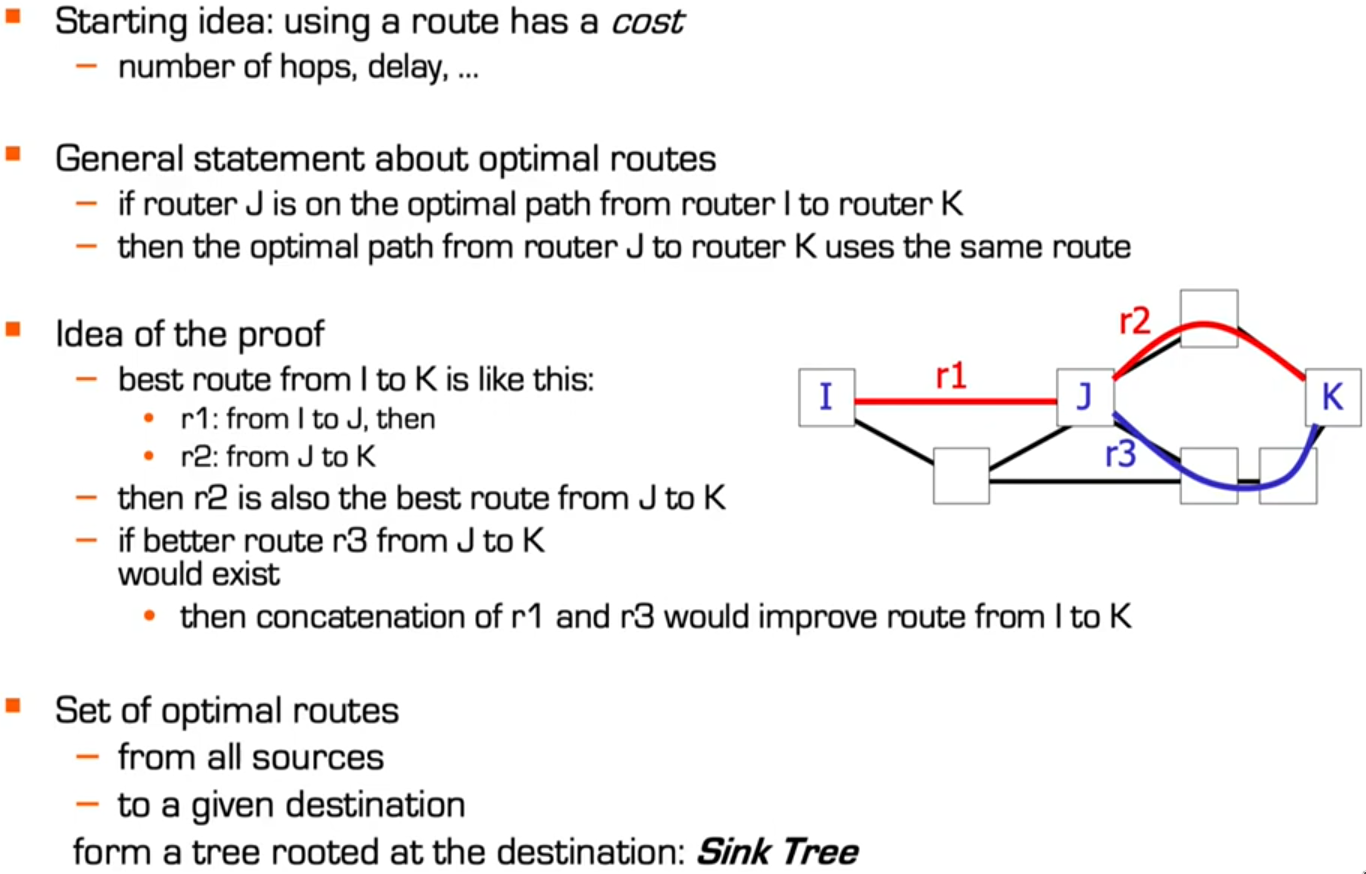 Starting idea: using a route has a cost
– number of hops, delay, ...
General statement about optimal routes
– if router J is on the optimal path from router I to router K
– then the optimal path from router J to router K uses the same route
Idea of the proof
– best route from I to K is like this:
• r1: from I to J, then
• r2: from J to K
– then r2 is also the best route from J to K
– if better route r3 from J to K
would exist
• then concatenation of r1 and r3 would improve route from I to K
r2
r1
I
J
K
r3
Set of optimal routes
– from all sources
– to a given destination
form a tree rooted at the destination: Sink Tree